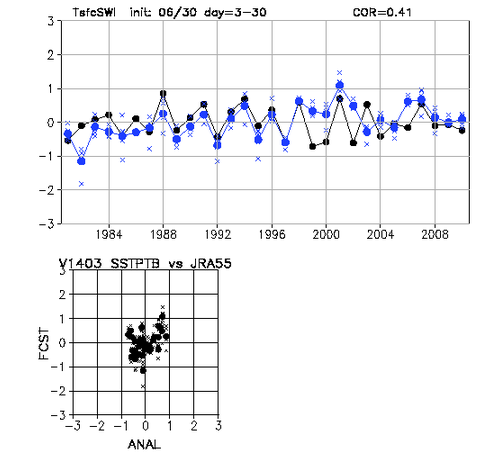 TsfcSWI init: 06/30 day=3-30 COR=0.41
3
2
1
0
-1
-2
-3
1984 1988 1992 1996 2000 2004 2008
V1403 SSTPTB vs JRA55
3
2
1
0
-1
-2
-3
FCST
-3 -2 -1 0 1 2 3
ANAL